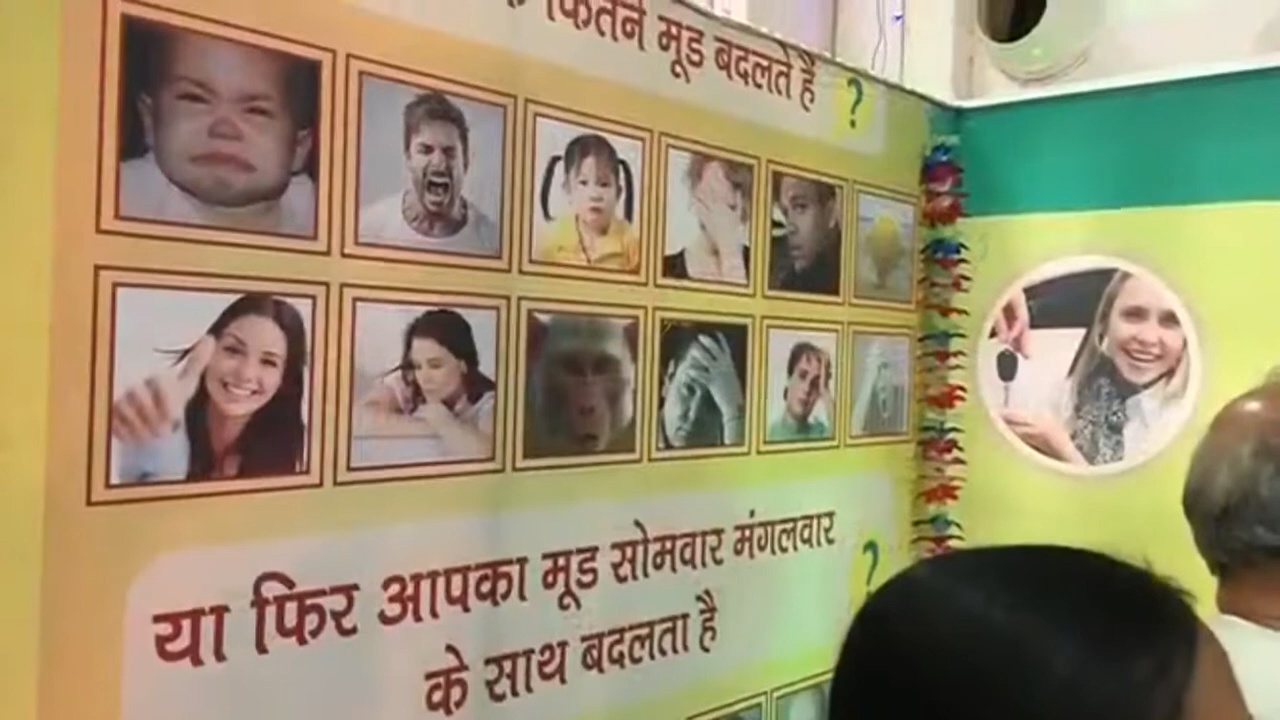 कितने मूड बदलते हैं ?
या फिर आपका मूड सोमवार मंगलवार ?
के साथ बदलता है